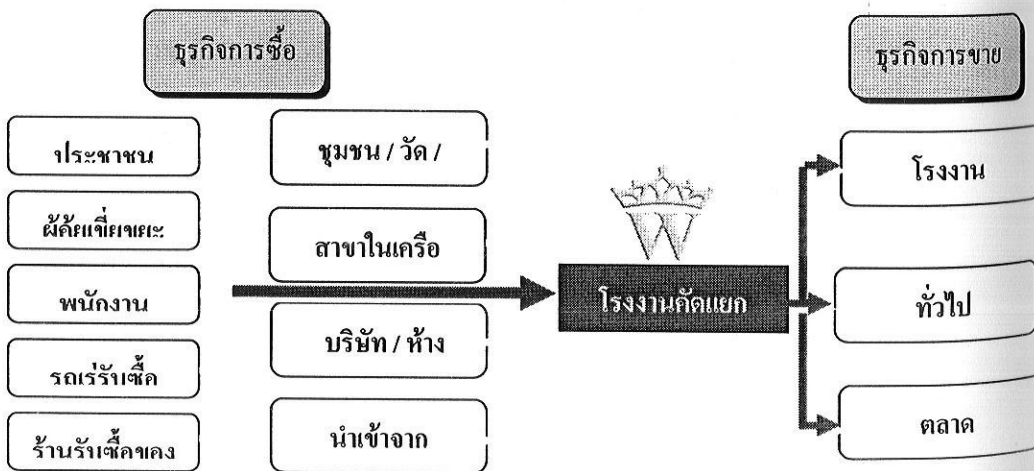 ธุรกิจการซื้อ
ธุรกิจการขาย
ประชาชน
ผู้คุ้ยเขี่ยขยะ
พนักงาน
รถเร่รับซื้อ
ร้านรับซื้อของ
ชุมชน / วัด /
สาขาในเครือ
บริษัท / ห้าง
นำเข้าจาก
โรงงานคัดแยก
โรงงาน
ทั่วไป
ตลาด